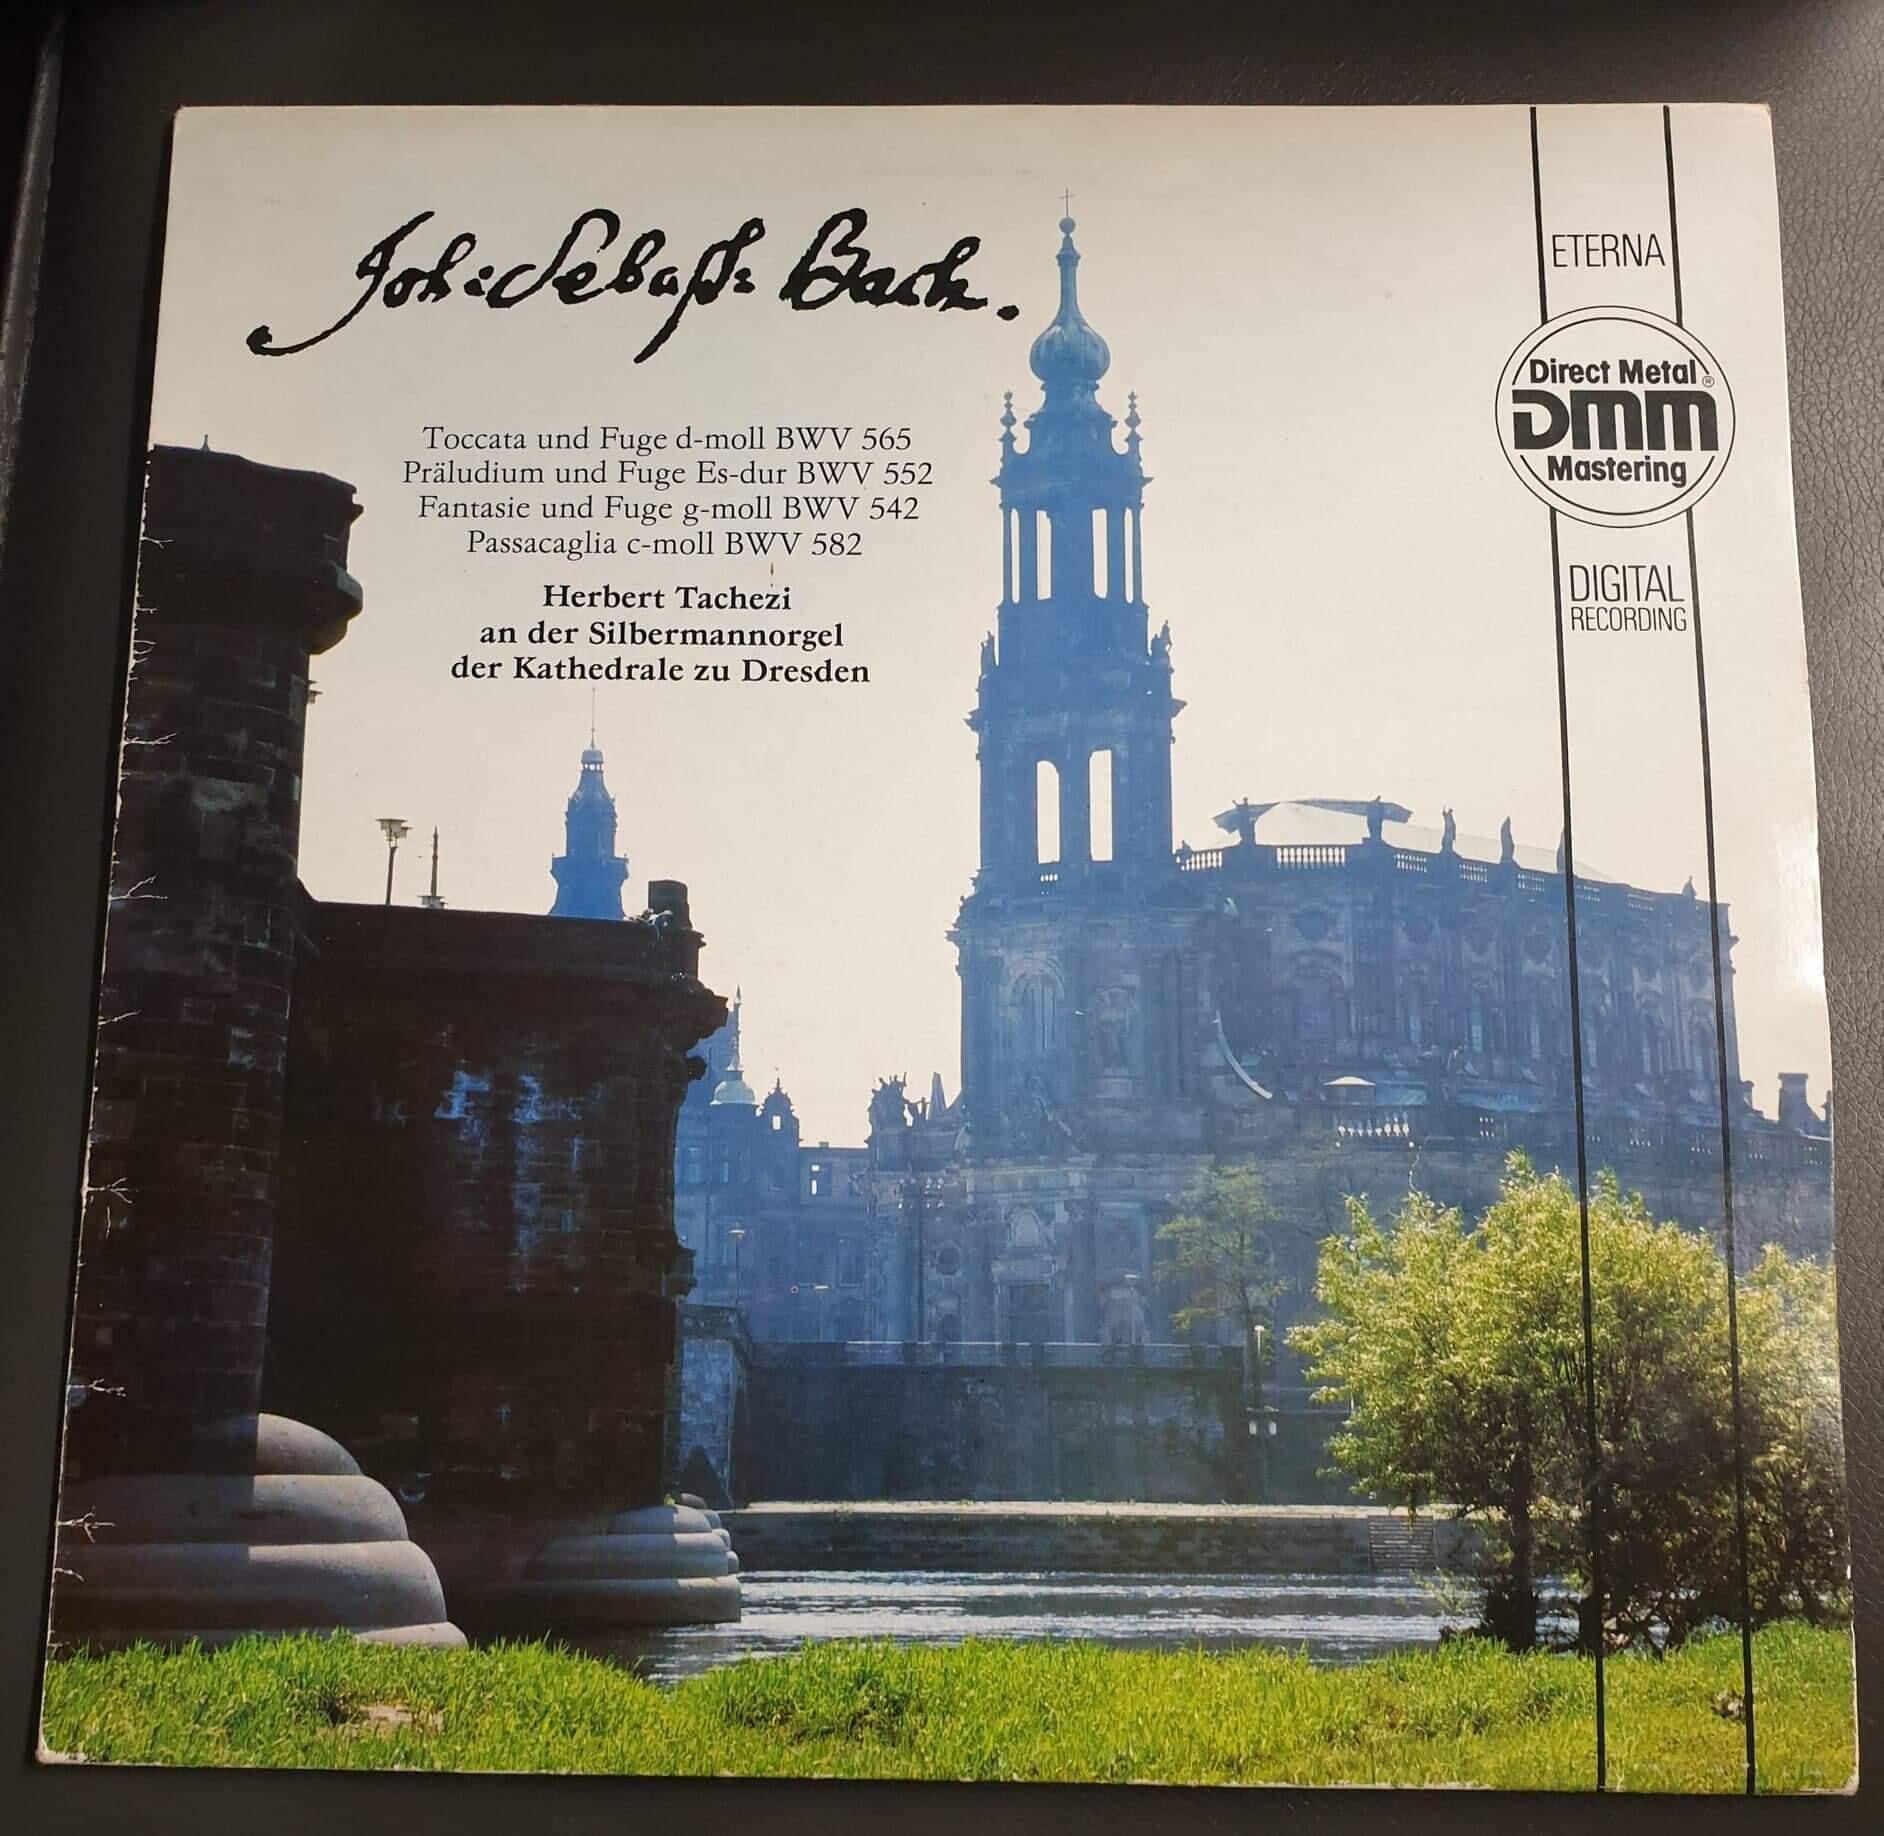 Joh: Sebast: Bach.
Toccata und Fuge d-moll BWV 565
Präludium und Fuge Es-dur BWV 552
Fantasie und Fuge g-moll BWV 542
Passacaglia c-moll BWV 582
Herbert Tachezi
an der Silbermannorgel
der Kathedrale zu Dresden
ETERNA
Direct Metal ®
DMM
Mastering
DIGITAL
RECORDING